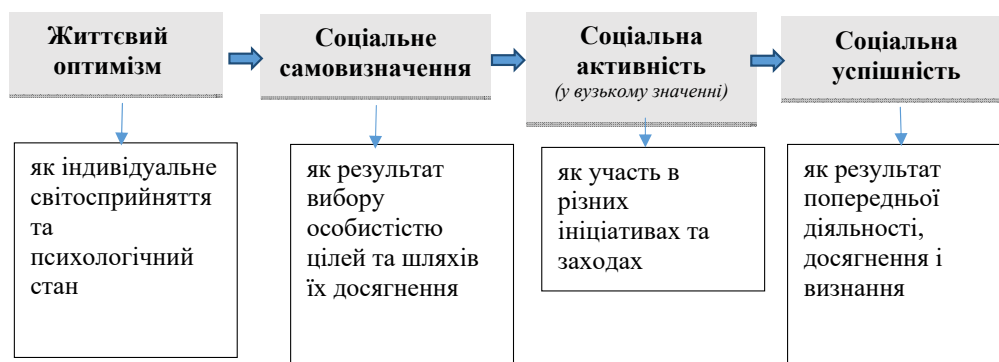 Життєвий
оптимізм
Соціальне
самовизначення
Соціальна
активність
(у вузькому значенні)
Соціальна
успішність
як індивідуальне
світосприйняття
та
психологічний
стан
як результат
вибору
особистістю
цілей та шляхів
їх досягнення
як участь в
різних
ініціативах та
заходах
як результат
попередньої
діяльності,
досягнення і
визнання